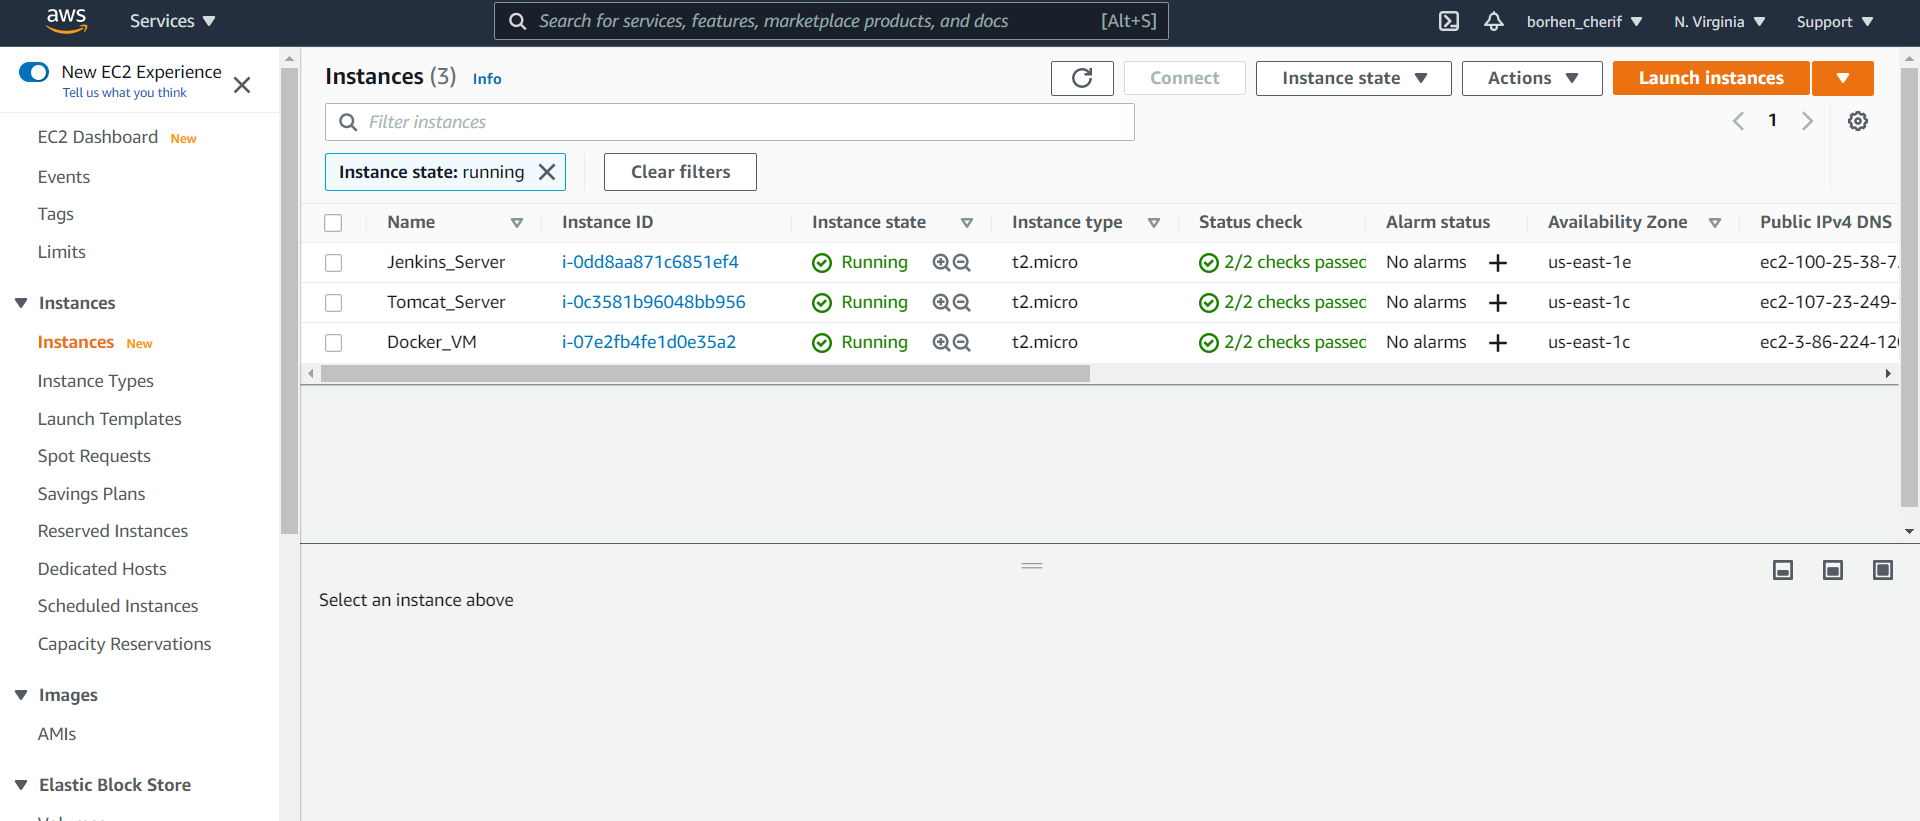 aws Services Search for services, features, marketplace products, and docs [Alt+S] borhen_cherif N. Virginia Support
New EC2 Experience
Tell us what you think
EC2 Dashboard New
Events
Tags
Limits
Instances
Instances New
Instance Types
Launch Templates
Spot Requests
Savings Plans
Reserved Instances
Dedicated Hosts
Scheduled Instances
Capacity Reservations
Images
AMIs
Elastic Block Store
Instances (3) Info Connect Instance state Actions Launch instances
Filter instances 1
Instance state: running Clear filters
Name Instance ID Instance state Instance type Status check Alarm status Availability Zone Public IPv4 DNS
Jenkins_Server i-0dd8aa871c6851ef4 Running t2.micro 2/2 checks passed No alarms us-east-1e ec2-100-25-38-7
Tomcat_Server i-0c3581b96048bb956 Running t2.micro 2/2 checks passed No alarms us-east-1c ec2-107-23-249-
Docker_VM i-07e2fb4fe1d0e35a2 Running t2.micro 2/2 checks passed No alarms us-east-1c ec2-3-86-224-12
Select an instance above